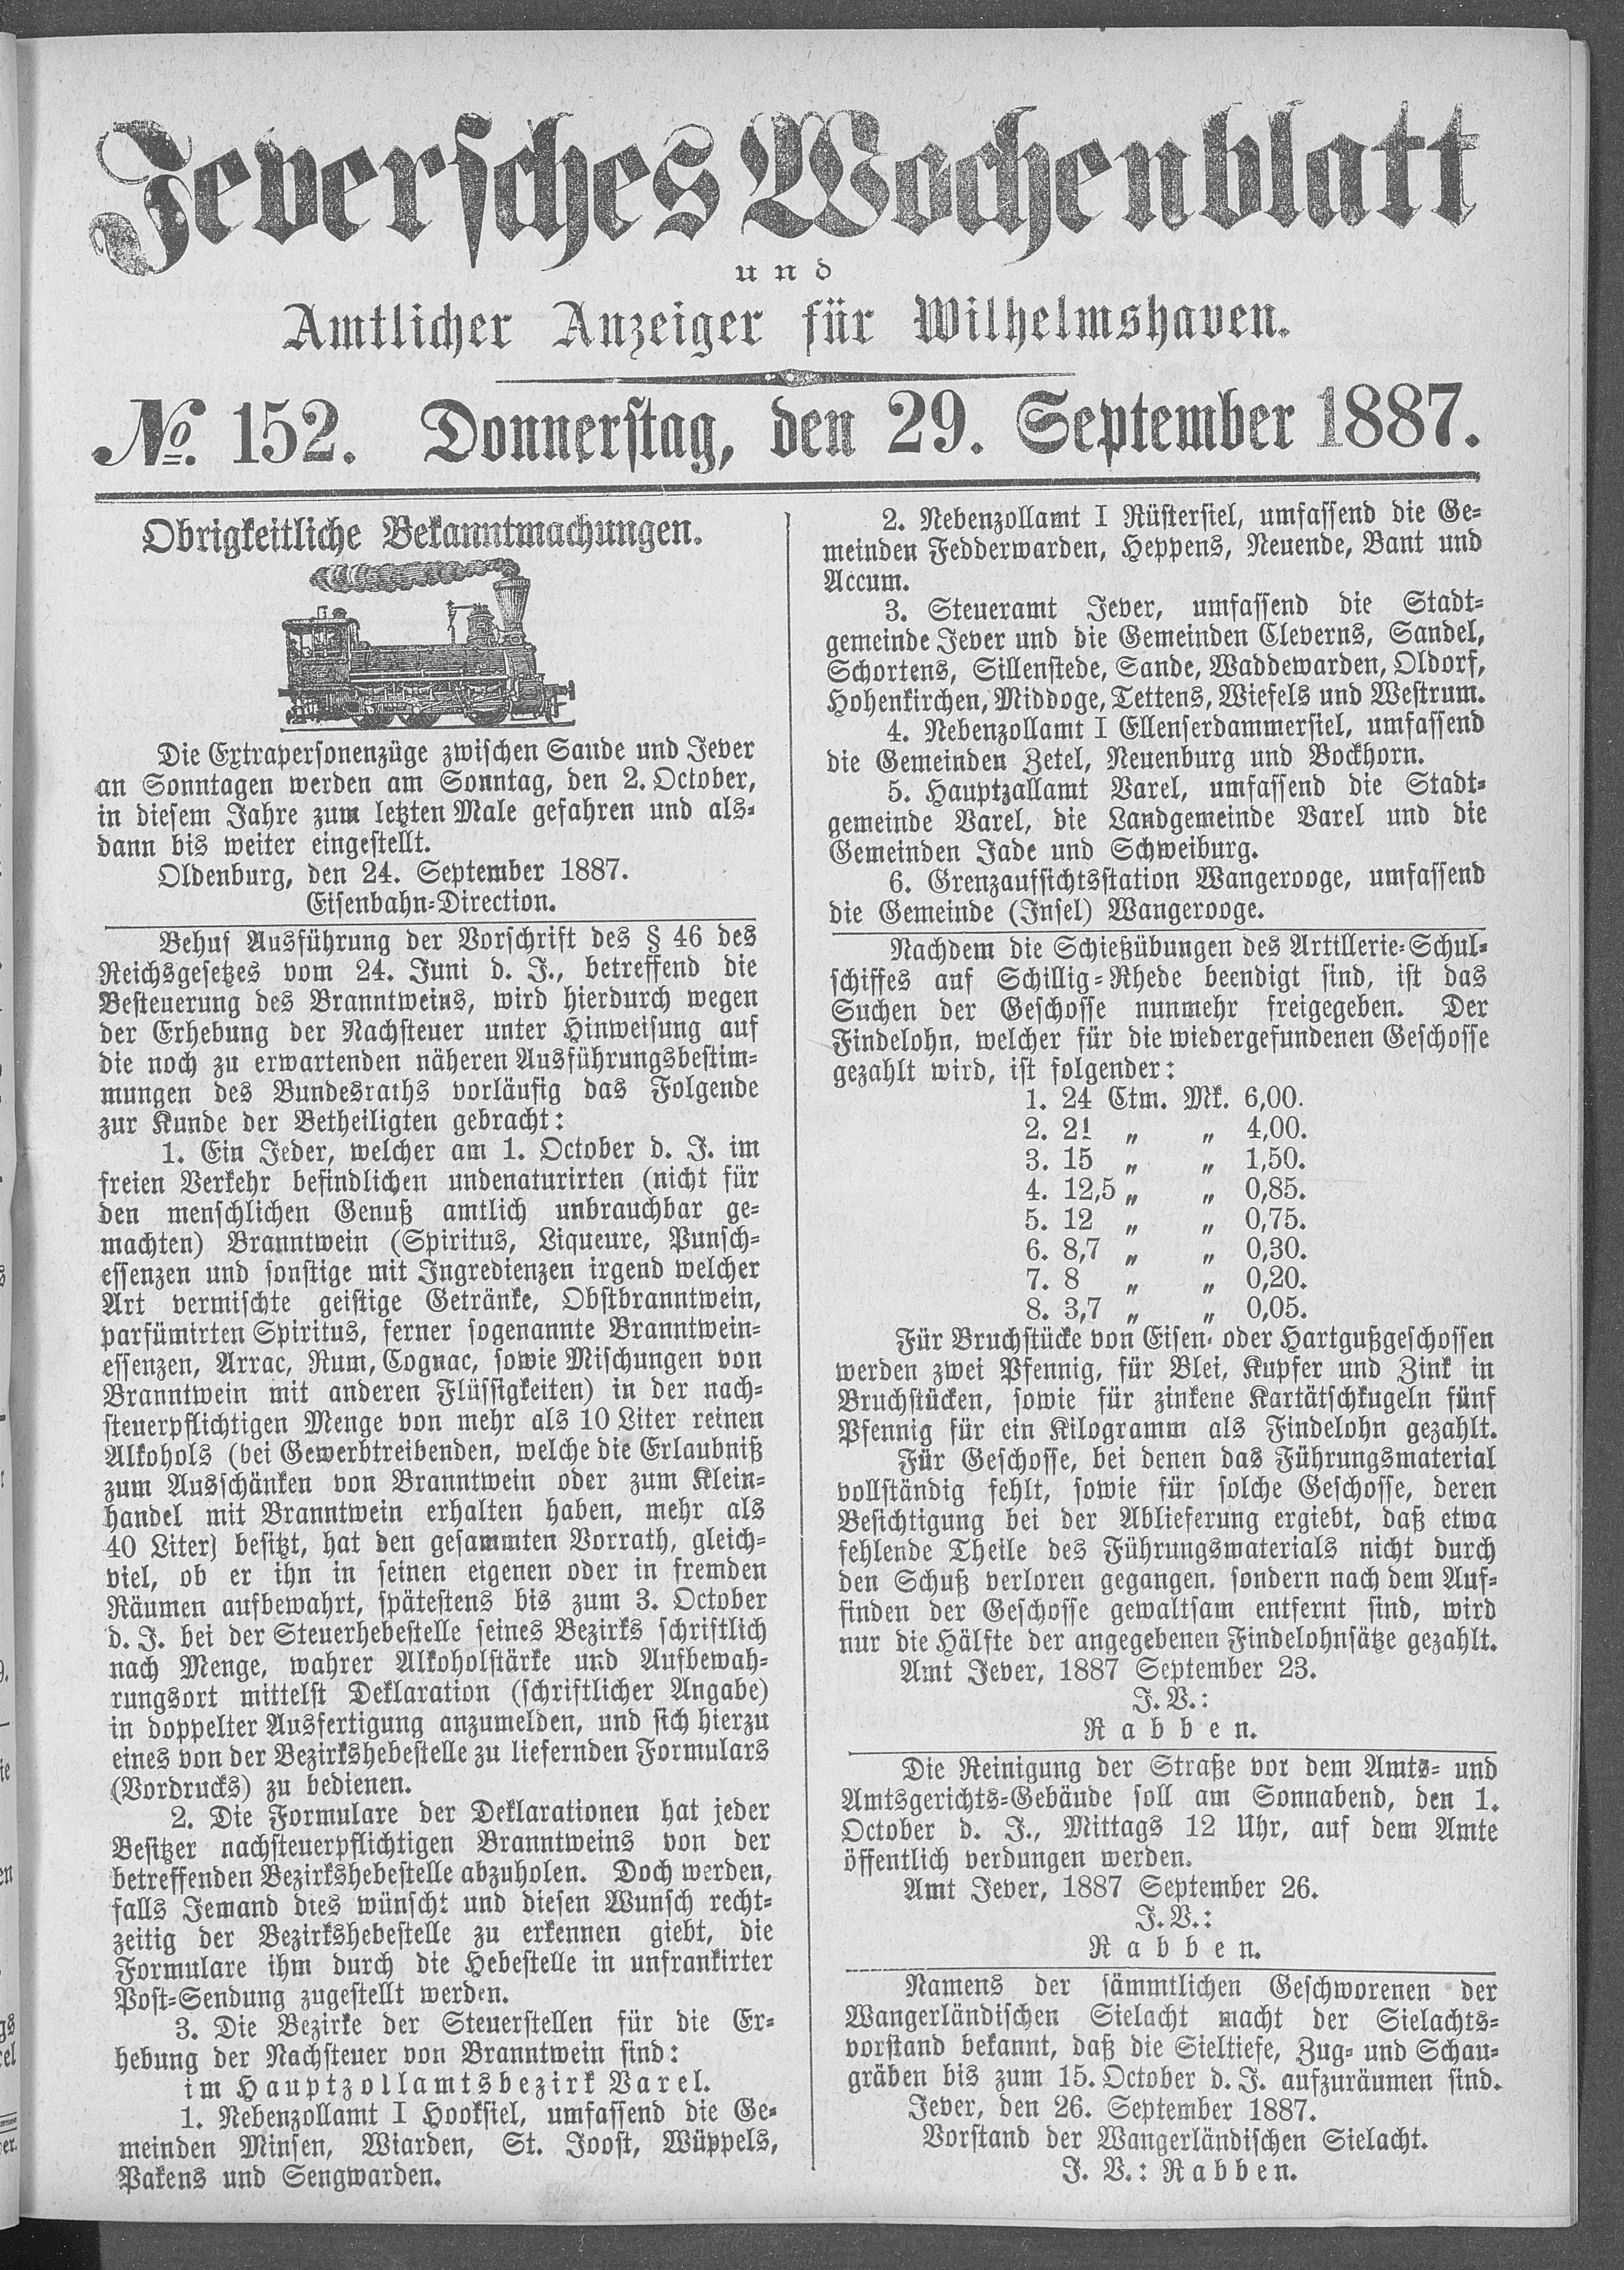 Jeversches Wochenblatt
und
Amtlicher Anzeiger für Wilhelmshaven.
№. 152. Donnerstag, den 29. September 1887.
Obrigkeitliche Bekanntmachungen.
Die Extrapersonenzüge zwischen Sande und Jever
an Sonntagen werden am Sonntag, den 2. October,
in diesem Jahre zum letzten Male gefahren und als-
dann bis weiter eingestellt.
Oldenburg, den 24. September 1887.
Eisenbahn-Direction.
Behuf Ausführung der Vorschrift des § 46 des
Reichsgesetzes vom 24. Juni d. J., betreffend die
Besteuerung des Branntweins, wird hierdurch wegen
der Erhebung der Nachsteuer unter Hinweisung auf
die noch zu erwartenden näheren Ausführungsbestim-
mungen des Bundesraths vorläufig das Folgende
zur Kunde der Betheiligten gebracht:
1. Ein Jeder, welcher am 1. October d. J. im
freien Verkehr befindlichen undenaturirten (nicht für
den menschlichen Genuß amtlich unbrauchbar ge-
machten) Branntwein (Spiritus, Liqueure, Punsch-
essenzen und sonstige mit Ingredienzen irgend welcher
Art vermischte geistige Getränke, Obstbranntwein,
parfümirten Spiritus, ferner sogenannte Branntwein-
essenzen, Arrac, Rum, Cognac, sowie Mischungen von
Branntwein mit anderen Flüssigkeiten) in der nach-
steuerpflichtigen Menge von mehr als 10 Liter reinen
Alkohols (bei Gewerbtreibenden, welche die Erlaubniß
zum Ausschänken von Branntwein oder zum Klein-
handel mit Branntwein erhalten haben, mehr als
40 Liter) besitzt, hat den gesammten Vorrath, gleich-
viel, ob er ihn in seinen eigenen oder in fremden
Räumen aufbewahrt, spätestens bis zum 3. October
d. J. bei der Steuerhebestelle seines Bezirks schriftlich
nach Menge, wahrer Alkoholstärke und Aufbewah-
rungsort mittelst Deklaration (schriftlicher Angabe)
in doppelter Ausfertigung anzumelden, und sich hierzu
eines von der Bezirkshebestelle zu liefernden Formulars
(Vordrucks) zu bedienen.
2. Die Formulare der Deklarationen hat jeder
Besitzer nachsteuerpflichtigen Branntweins von der
betreffenden Bezirkshebestelle abzuholen. Doch werden,
falls Jemand dies wünscht und diesen Wunsch recht-
zeitig der Bezirkshebestelle zu erkennen giebt, die
Formulare ihm durch die Hebestelle in unfrankirter
Post-Sendung zugestellt werden.
3. Die Bezirke der Steuerstellen für die Er-
hebung der Nachsteuer von Branntwein sind:
im Hauptzollamtsbezirk Varel.
1. Nebenzollamt I Hooksiel, umfassend die Ge-
meinden Minsen, Wiarden, St. Joost, Wüppels,
Pakens und Sengwarden.
2. Nebenzollamt I Rüstersiel, umfassend die Ge-
meinden Fedderwarden, Heppens, Neuende, Bant und
Accum.
3. Steueramt Jever, umfassend die Stadt-
gemeinde Jever und die Gemeinden Cleverns, Sandel,
Schortens, Sillenstede, Sande, Waddewarden, Oldorf,
Hohenkirchen, Middoge, Tettens, Wiefels und Westrum.
4. Nebenzollamt I Ellenserdammersiel, umfassend
die Gemeinden Zetel, Neuenburg und Bockhorn.
5. Hauptzallamt Varel, umfassend die Stadt-
gemeinde Varel, die Landgemeinde Varel und die
Gemeinden Jade und Schweiburg.
6. Grenzaufsichtsstation Wangerooge, umfassend
die Gemeinde (Insel) Wangerooge.
Nachdem die Schießübungen des Artillerie-Schul-
schiffes auf Schillig-Rhede beendigt sind, ist das
Suchen der Geschosse nunmehr freigegeben. Der
Findelohn, welcher für die wiedergefundenen Geschosse
gezahlt wird, ist folgender:
1. 24 Ctm. Mk. 6,00.
2. 21 „ „ 4,00.
3. 15 „ „ 1,50.
4. 12,5 „ „ 0,85.
5. 12 „ „ 0,75.
6. 8,7 „ „ 0,30.
7. 8 „ „ 0,20.
8. 3,7 „ „ 0,05.
Für Bruchstücke von Eisen- oder Hartgußgeschossen
werden zwei Pfennig, für Blei, Kupfer und Zink in
Bruchstücken, sowie für zinkene Kartätschkugeln fünf
Pfennig für ein Kilogramm als Findelohn gezahlt.
Für Geschosse, bei denen das Führungsmaterial
vollständig fehlt, sowie für solche Geschosse, deren
Besichtigung bei der Ablieferung ergiebt, daß etwa
fehlende Theile des Führungsmaterials nicht durch
den Schuß verloren gegangen, sondern nach dem Auf-
finden der Geschosse gewaltsam entfernt sind, wird
nur die Hälfte der angegebenen Findelohnsätze gezahlt.
Amt Jever, 1887 September 23.
J. V.:
Rabben.
Die Reinigung der Straße vor dem Amts- und
Amtsgerichts-Gebäude soll am Sonnabend, den 1.
October d. J., Mittags 12 Uhr, auf dem Amte
öffentlich verdungen werden.
Amt Jever, 1887 September 26.
J. V.:
Rabben.
Namens der sämmtlichen Geschworenen der
Wangerländischen Sielacht macht der Sielachts-
vorstand bekannt, daß die Sieltiefe, Zug- und Schau-
gräben bis zum 15. October d. J. aufzuräumen sind.
Jever, den 26. September 1887.
Vorstand der Wangerländischen Sielacht.
J. V.: Rabben.